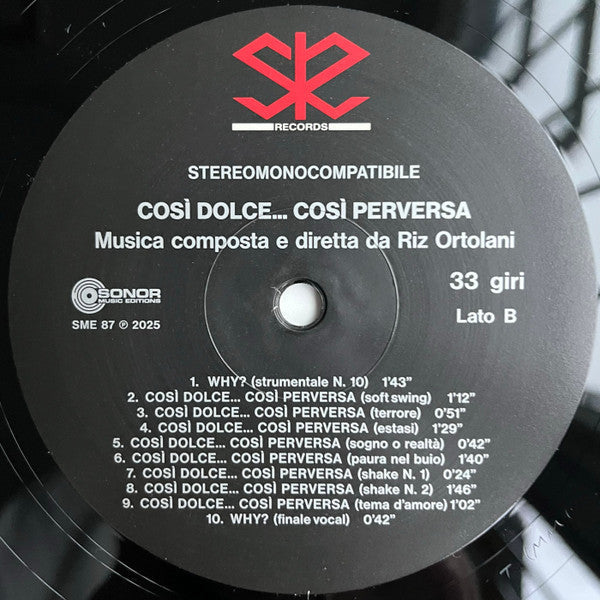 RECORDS
STEREOMONOCOMPATIBILE
COSÌ DOLCE... COSÌ PERVERSA
Musica composta e diretta da Riz Ortolani
SONOR
MUSIC EDITIONS
SME 87 ℗ 2025
33 giri
Lato B
1. WHY? (strumentale N. 10) 1'43"
2. COSÌ DOLCE... COSÌ PERVERSA (soft swing) 1'12"
3. COSÌ DOLCE... COSÌ PERVERSA (terrore) 0'51"
4. COSÌ DOLCE... COSÌ PERVERSA (estasi) 1'29"
5. COSÌ DOLCE... COSÌ PERVERSA (sogno o realtà) 0'42"
6. COSÌ DOLCE... COSÌ PERVERSA (paura nel buio) 1'40"
7. COSÌ DOLCE... COSÌ PERVERSA (shake N. 1) 0'24"
8. COSÌ DOLCE... COSÌ PERVERSA (shake N. 2) 1'46"
9. COSÌ DOLCE... COSÌ PERVERSA (tema d'amore) 1'02"
10. WHY? (finale vocal) 0'42"